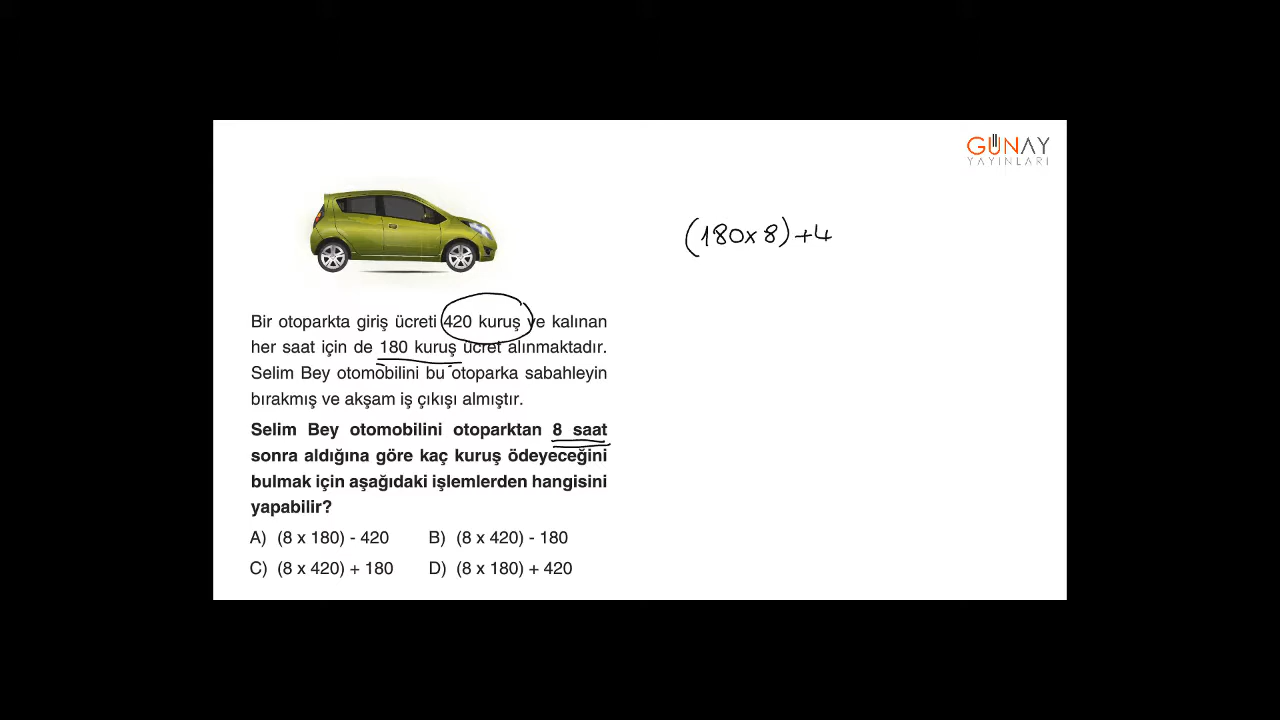 GÜNAY
YAYINLARI
(180x8)+4
Bir otoparkta giriş ücreti 420 kuruş ve kalınan
her saat için de 180 kuruş ücret alınmaktadır.
Selim Bey otomobilini bu otoparka sabahleyin
bırakmış ve akşam iş çıkışı almıştır.
Selim Bey otomobilini otoparktan 8 saat
sonra aldığına göre kaç kuruş ödeyeceğini
bulmak için aşağıdaki işlemlerden hangisini
yapabilir?
A) (8 x 180) - 420 B) (8 x 420) - 180
C) (8 x 420) + 180 D) (8 x 180) + 420